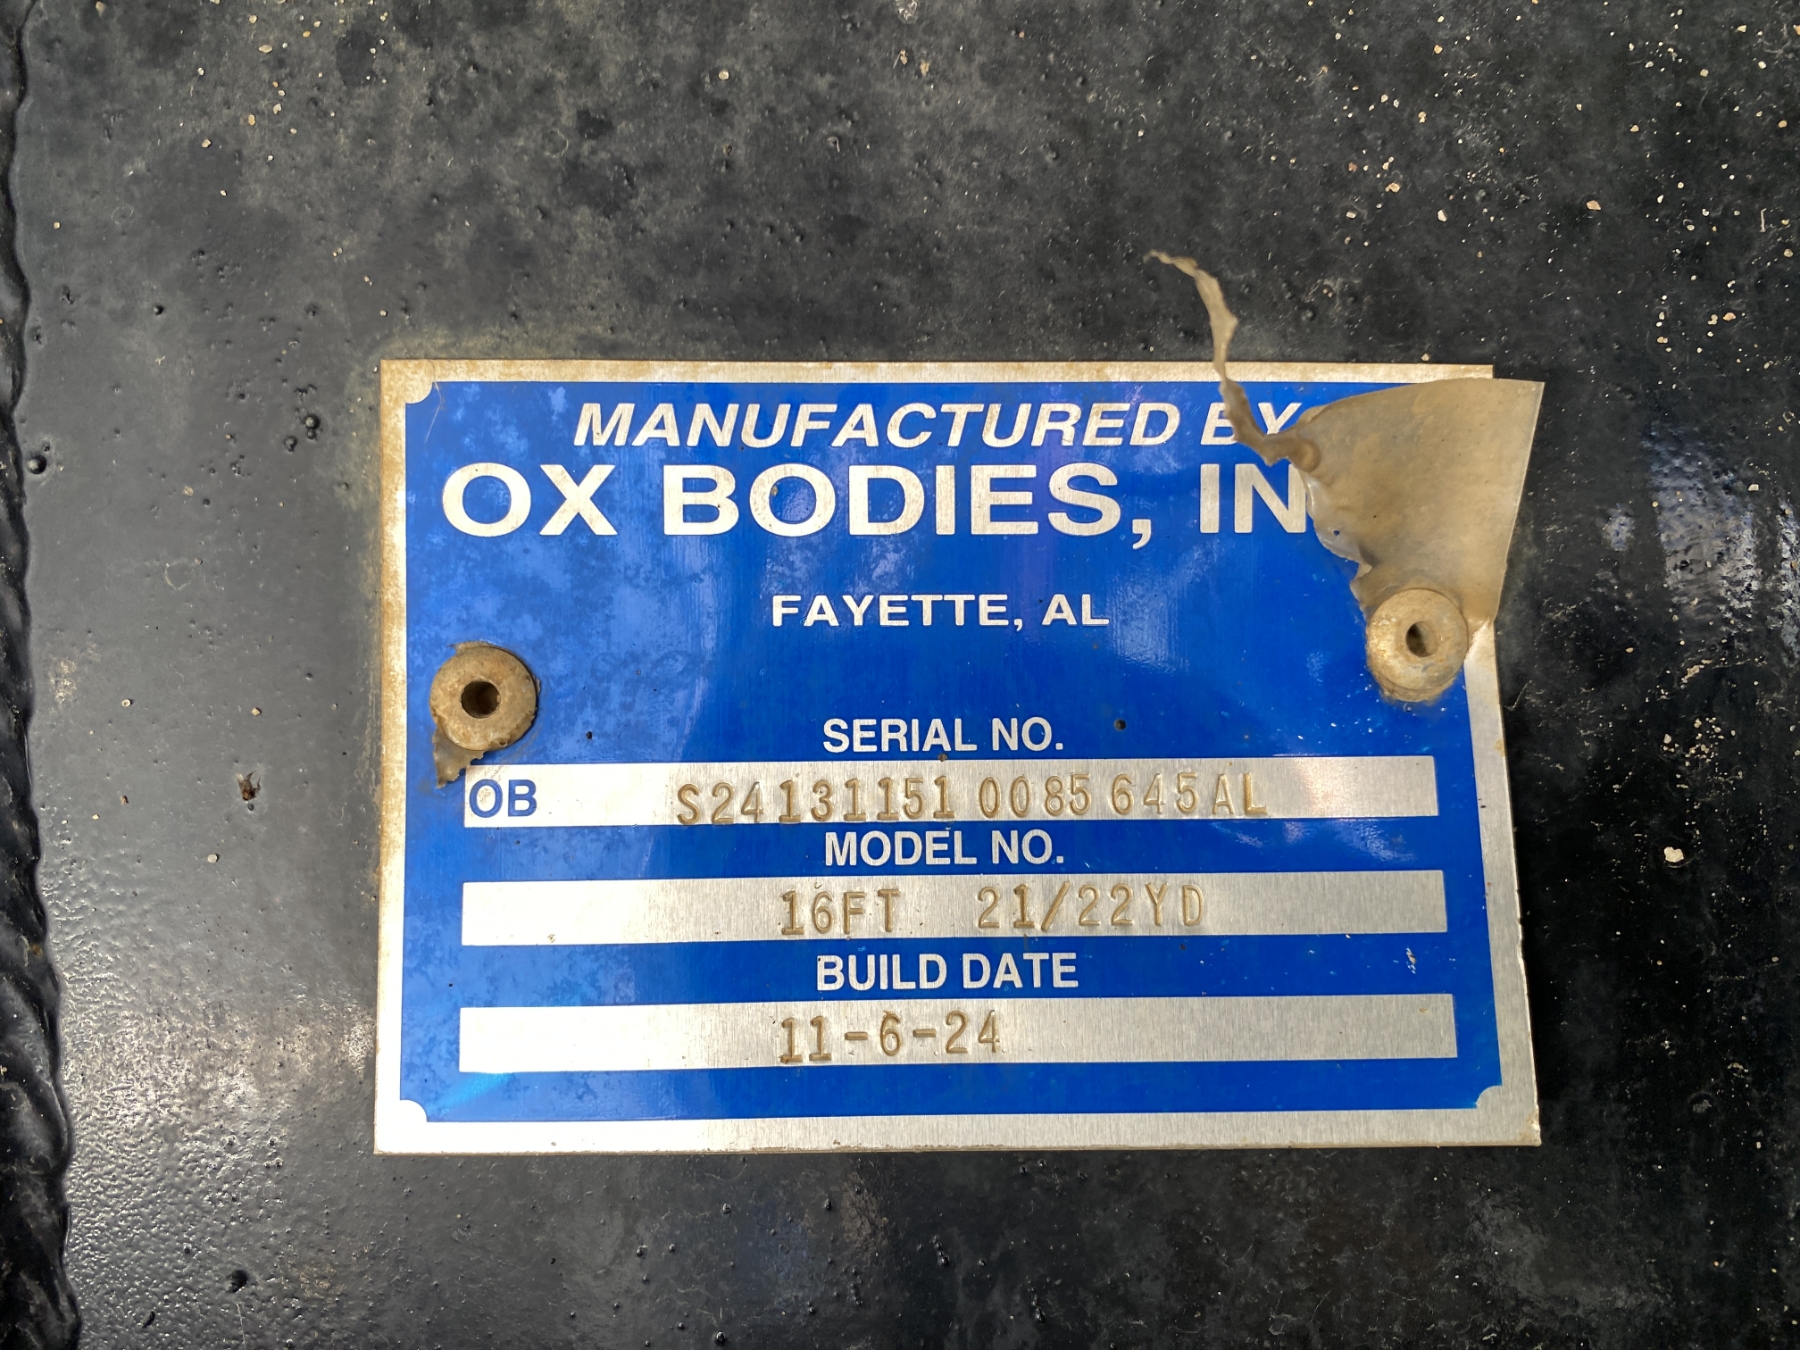 MANUFACTURED BY
OX BODIES, IN
FAYETTE, AL
SERIAL NO.
OB S24131151 0085 645AL
MODEL NO.
16FT 21/22YD
BUILD DATE
11-6-24